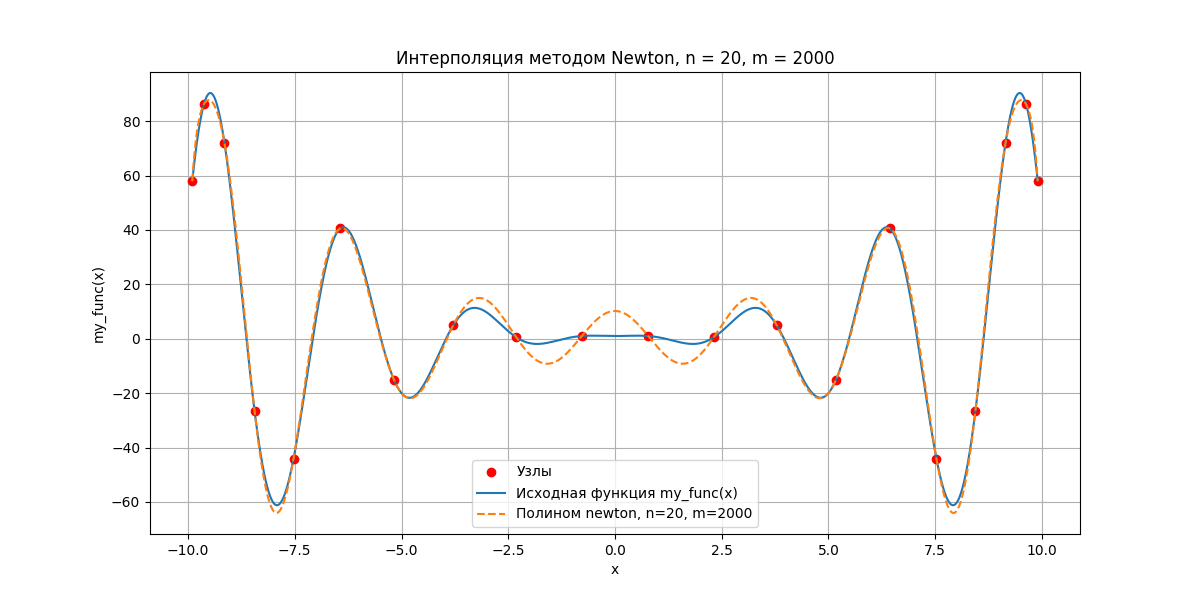 Интерполяция методом Newton, n = 20, m = 2000
my_func(x)
80
60
40
20
0
−20
−40
−60
Узлы
Исходная функция my_func(x)
Полином newton, n=20, m=2000
−10.0 −7.5 −5.0 −2.5 0.0 2.5 5.0 7.5 10.0
x